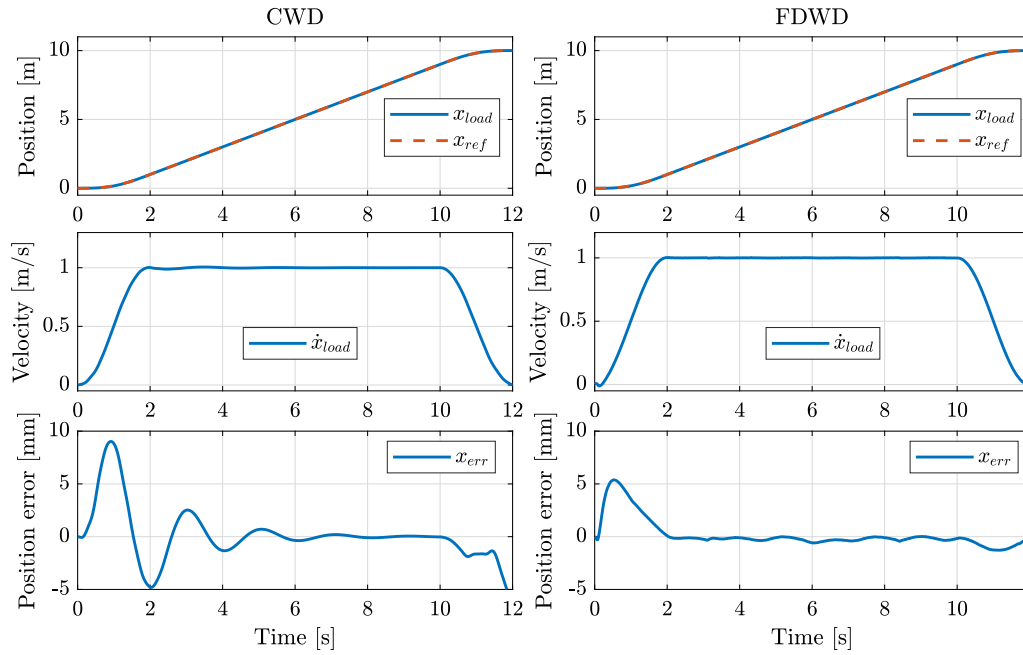 CWD
Position [m]
10
5
0
x_load
x_ref
0 2 4 6 8 10 12
Velocity [m/s]
1
0.5
0
ẋ_load
0 2 4 6 8 10 12
Position error [mm]
10
5
0
-5
x_err
0 2 4 6 8 10 12
Time [s]
FDWD
Position [m]
10
5
0
x_load
x_ref
0 2 4 6 8 10
Velocity [m/s]
1
0.5
0
ẋ_load
0 2 4 6 8 10
Position error [mm]
10
5
0
-5
x_err
0 2 4 6 8 10
Time [s]